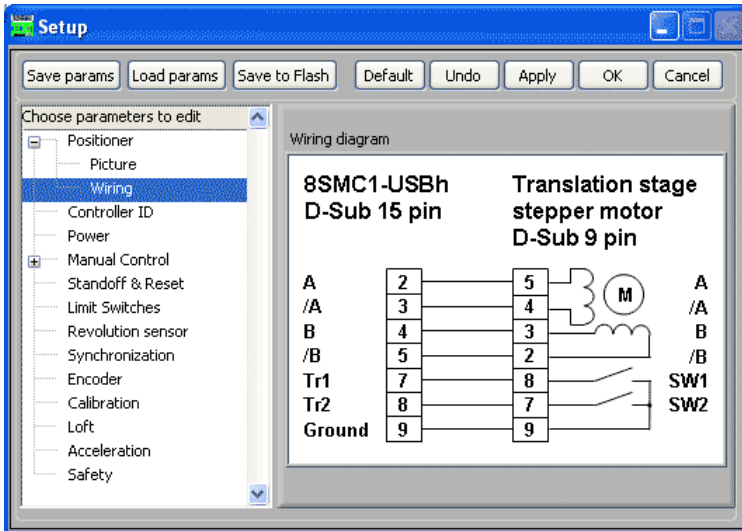 Setup
Save params Load params Save to Flash Default Undo Apply OK Cancel
Choose parameters to edit
Positioner
Picture
Wiring
Controller ID
Power
Manual Control
Standoff & Reset
Limit Switches
Revolution sensor
Synchronization
Encoder
Calibration
Loft
Acceleration
Safety
Wiring diagram
8SMC1-USBh
D-Sub 15 pin
Translation stage
stepper motor
D-Sub 9 pin
A 2 5 M A
/A 3 4 /A
B 4 3 B
/B 5 2 /B
Tr1 7 8 SW1
Tr2 8 7 SW2
Ground 9 9